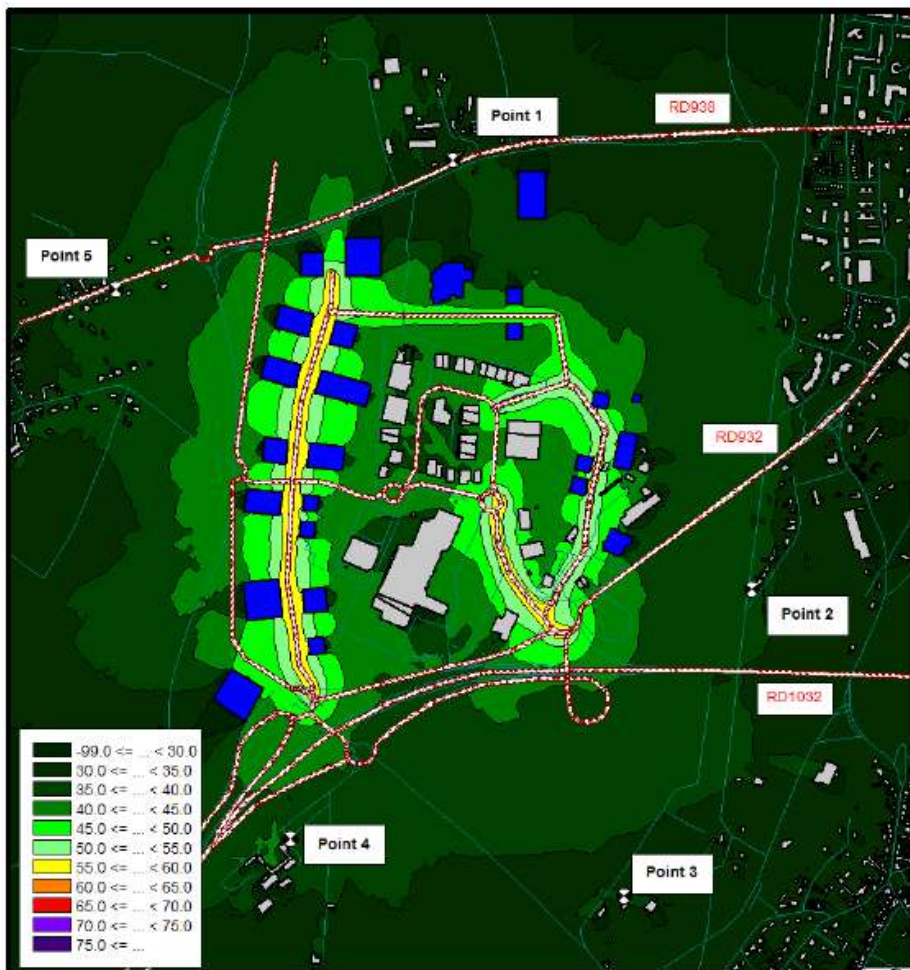 RD938
Point 1
Point 5
RD932
Point 2
RD1032
-99.0 <= ... < 30.0
30.0 <= ... < 35.0
35.0 <= ... < 40.0
40.0 <= ... < 45.0
45.0 <= ... < 50.0
50.0 <= ... < 55.0
55.0 <= ... < 60.0
60.0 <= ... < 65.0
65.0 <= ... < 70.0
70.0 <= ... < 75.0
75.0 <= ...
Point 4
Point 3